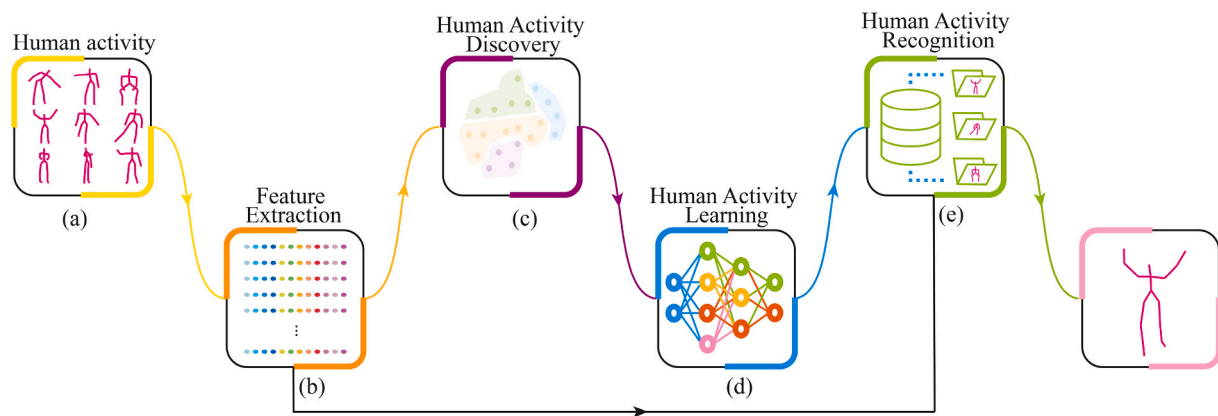 Human activity
(a)
Feature
Extraction
(b)
Human Activity
Discovery
(c)
Human Activity
Learning
(d)
Human Activity
Recognition
(e)